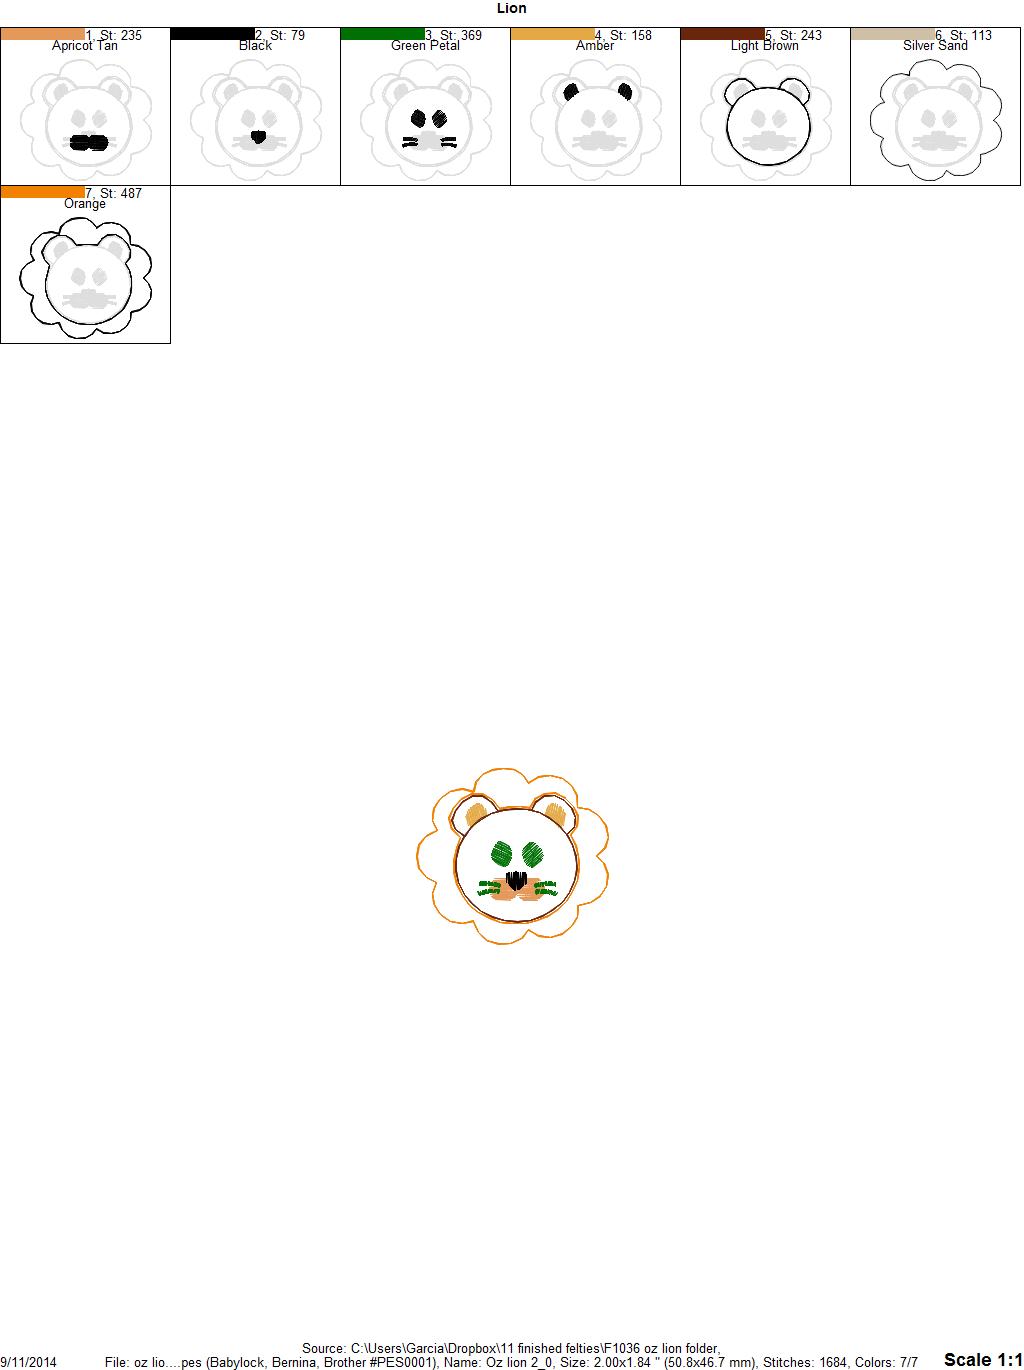 Lion
1, St: 235 2, St: 79 3, St: 369 4, St: 158 5, St: 243 6, St: 113
Apricot Tan Black Green Petal Amber Light Brown Silver Sand
7, St: 487
Orange
Source: C:\Users\Garcia\Dropbox\11 finished felties\F1036 oz lion folder,
9/11/2014 File: oz lio....pes (Babylock, Bernina, Brother #PES0001), Name: Oz lion 2_0, Size: 2.00x1.84 " (50.8x46.7 mm), Stitches: 1684, Colors: 7/7 Scale 1:1